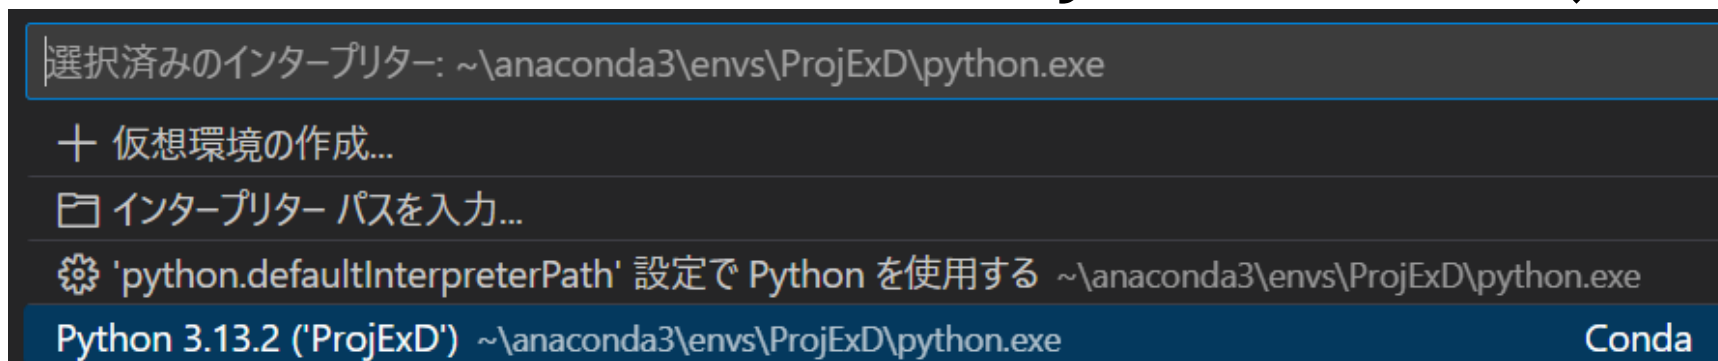 選択済みのインタープリター: ~\anaconda3\envs\ProjExD\python.exe
仮想環境の作成...
インタープリター パスを入力...
'python.defaultInterpreterPath' 設定で Python を使用する ~\anaconda3\envs\ProjExD\python.exe
Python 3.13.2 ('ProjExD') ~\anaconda3\envs\ProjExD\python.exe Conda